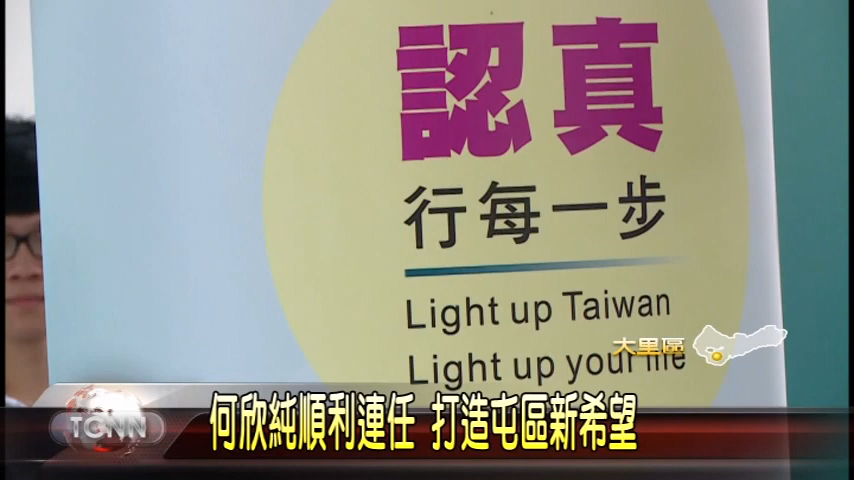 認真
行每一步
Light up Taiwan
Light up your life
大里區
TCNN
何欣純順利連任 打造屯區新希望